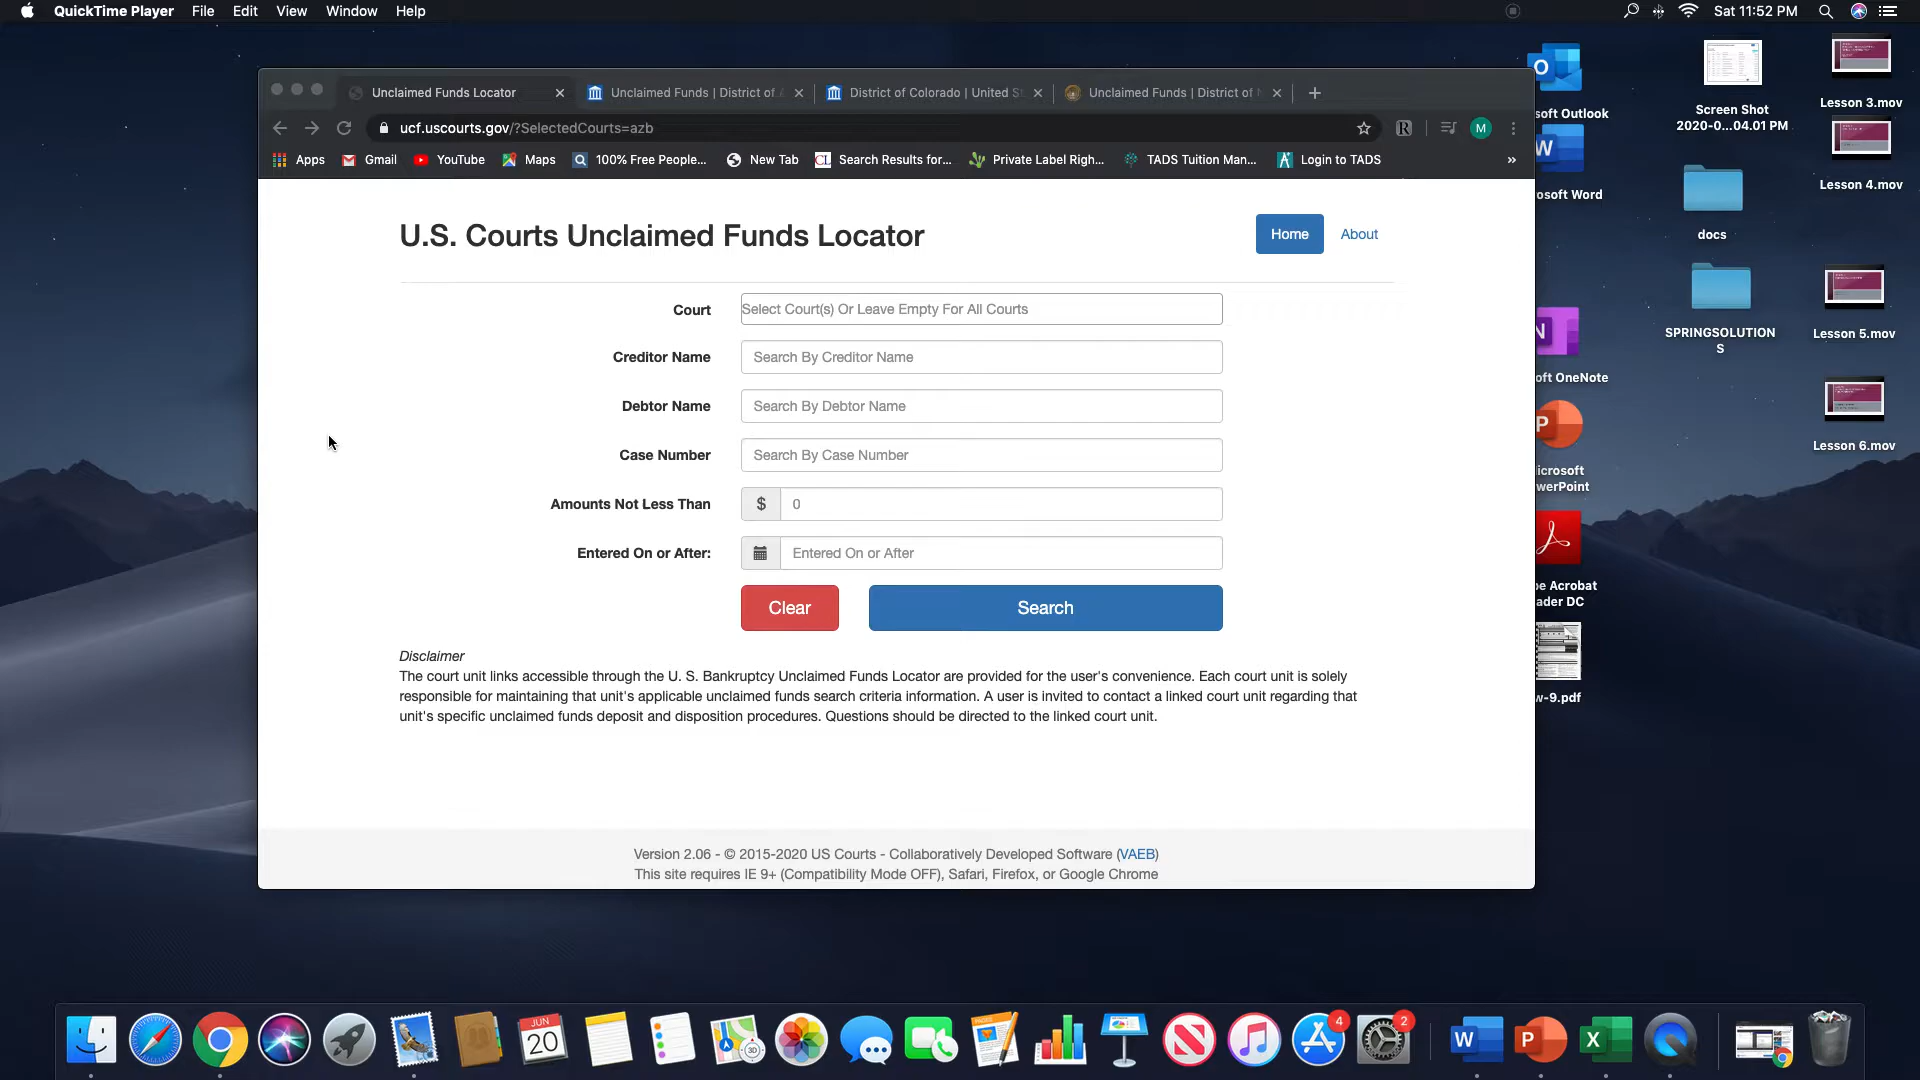 QuickTime Player File Edit View Window Help
Sat 11:52 PM
Unclaimed Funds Locator
Unclaimed Funds | District of
District of Colorado | United S
Unclaimed Funds | District of
ucf.uscourts.gov/?SelectedCourts=azb
M
Apps Gmail YouTube Maps 100% Free People... New Tab Search Results for... Private Label Righ... TADS Tuition Man... Login to TADS »
U.S. Courts Unclaimed Funds Locator
Home About
Court Select Court(s) Or Leave Empty For All Courts
Creditor Name Search By Creditor Name
Debtor Name Search By Debtor Name
Case Number Search By Case Number
Amounts Not Less Than $ 0
Entered On or After: Entered On or After
Clear Search
Disclaimer
The court unit links accessible through the U. S. Bankruptcy Unclaimed Funds Locator are provided for the user's convenience. Each court unit is solely
responsible for maintaining that unit's applicable unclaimed funds search criteria information. A user is invited to contact a linked court unit regarding that
unit's specific unclaimed funds deposit and disposition procedures. Questions should be directed to the linked court unit.
Version 2.06 - © 2015-2020 US Courts - Collaboratively Developed Software (VAEB)
This site requires IE 9+ (Compatibility Mode OFF), Safari, Firefox, or Google Chrome
soft Outlook
osoft Word
oft OneNote
icrosoft
werPoint
be Acrobat
ader DC
w-9.pdf
Screen Shot
2020-0...04.01 PM
docs
SPRINGSOLUTION
S
Lesson 3.mov
Lesson 4.mov
Lesson 5.mov
Lesson 6.mov
JUN
20
3D
4
2
W
P
X